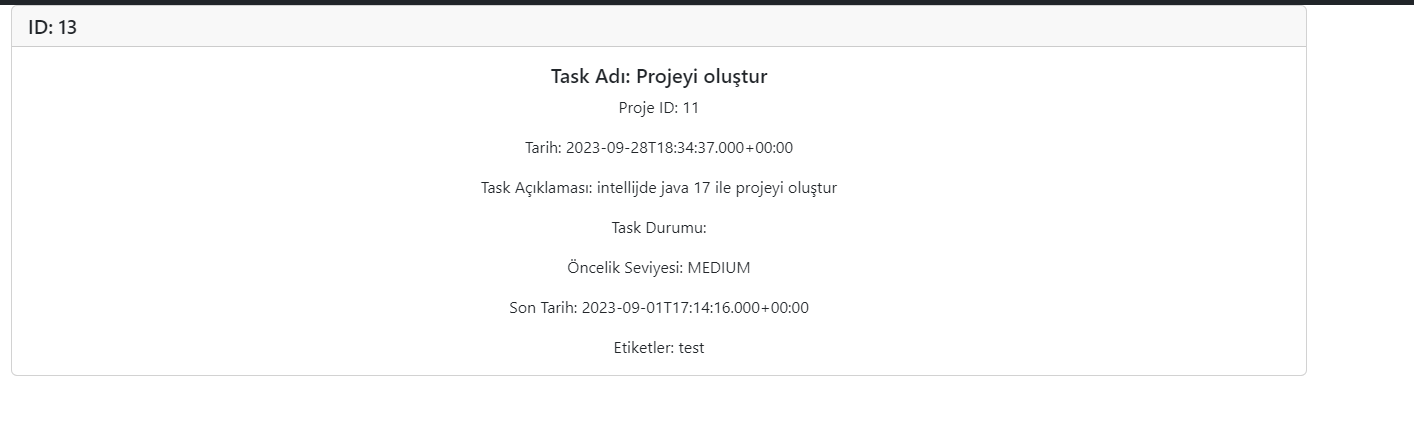 ID: 13
Task Adı: Projeyi oluştur
Proje ID: 11
Tarih: 2023-09-28T18:34:37.000+00:00
Task Açıklaması: intellijde java 17 ile projeyi oluştur
Task Durumu:
Öncelik Seviyesi: MEDIUM
Son Tarih: 2023-09-01T17:14:16.000+00:00
Etiketler: test